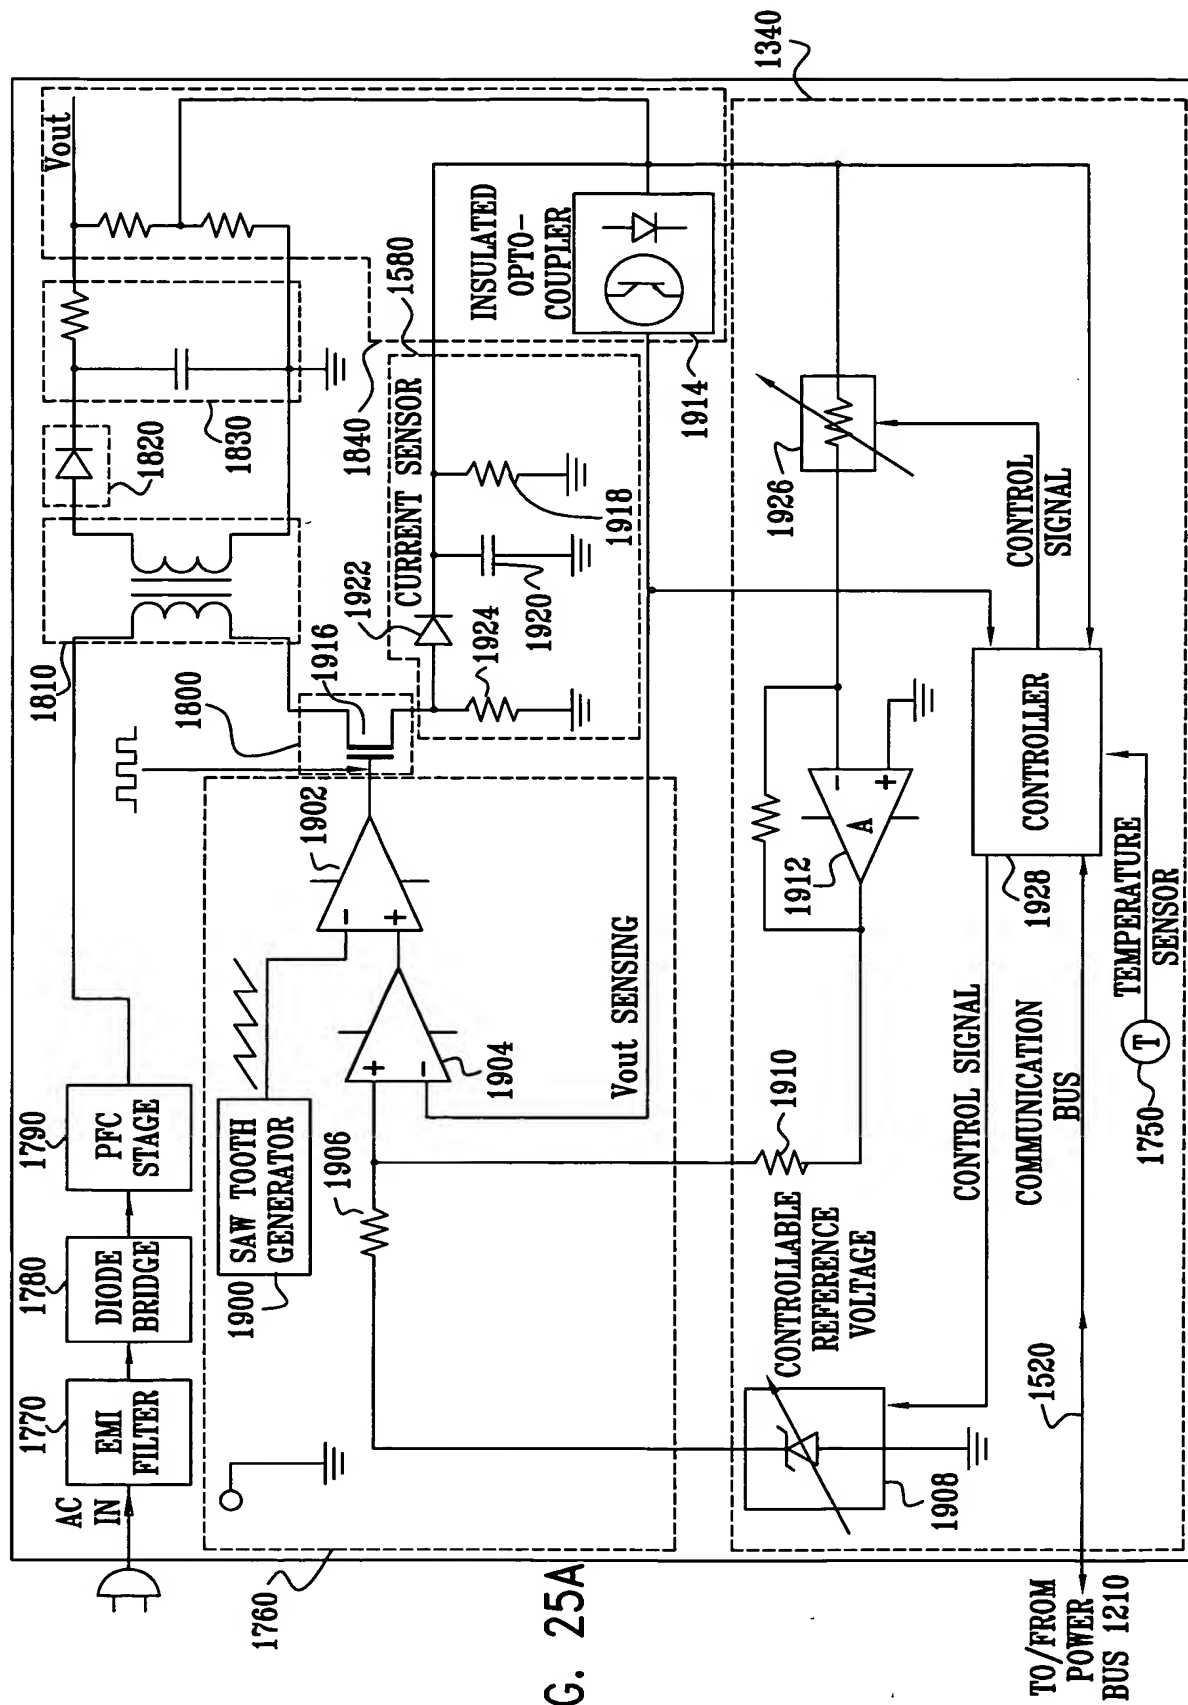 AC
IN
1770
EMI
FILTER
1780
DIODE
BRIDGE
1790
PFC
STAGE
1810
1820
1830
Vout
1800
1916
1922
CURRENT SENSOR
1924
1920
1918
1840
1580
INSULATED
OPTO-
COUPLER
1914
1340
1760
1900
SAW TOOTH
GENERATOR
1906
1902
-
+
1904
+
-
Vout SENSING
1910
CONTROLLABLE
REFERENCE
VOLTAGE
1908
1912
A
-
+
1926
CONTROL
SIGNAL
CONTROL SIGNAL
1928
CONTROLLER
COMMUNICATION
BUS
1520
1750
T
TEMPERATURE
SENSOR
TO/FROM
POWER
BUS 1210
G. 25A